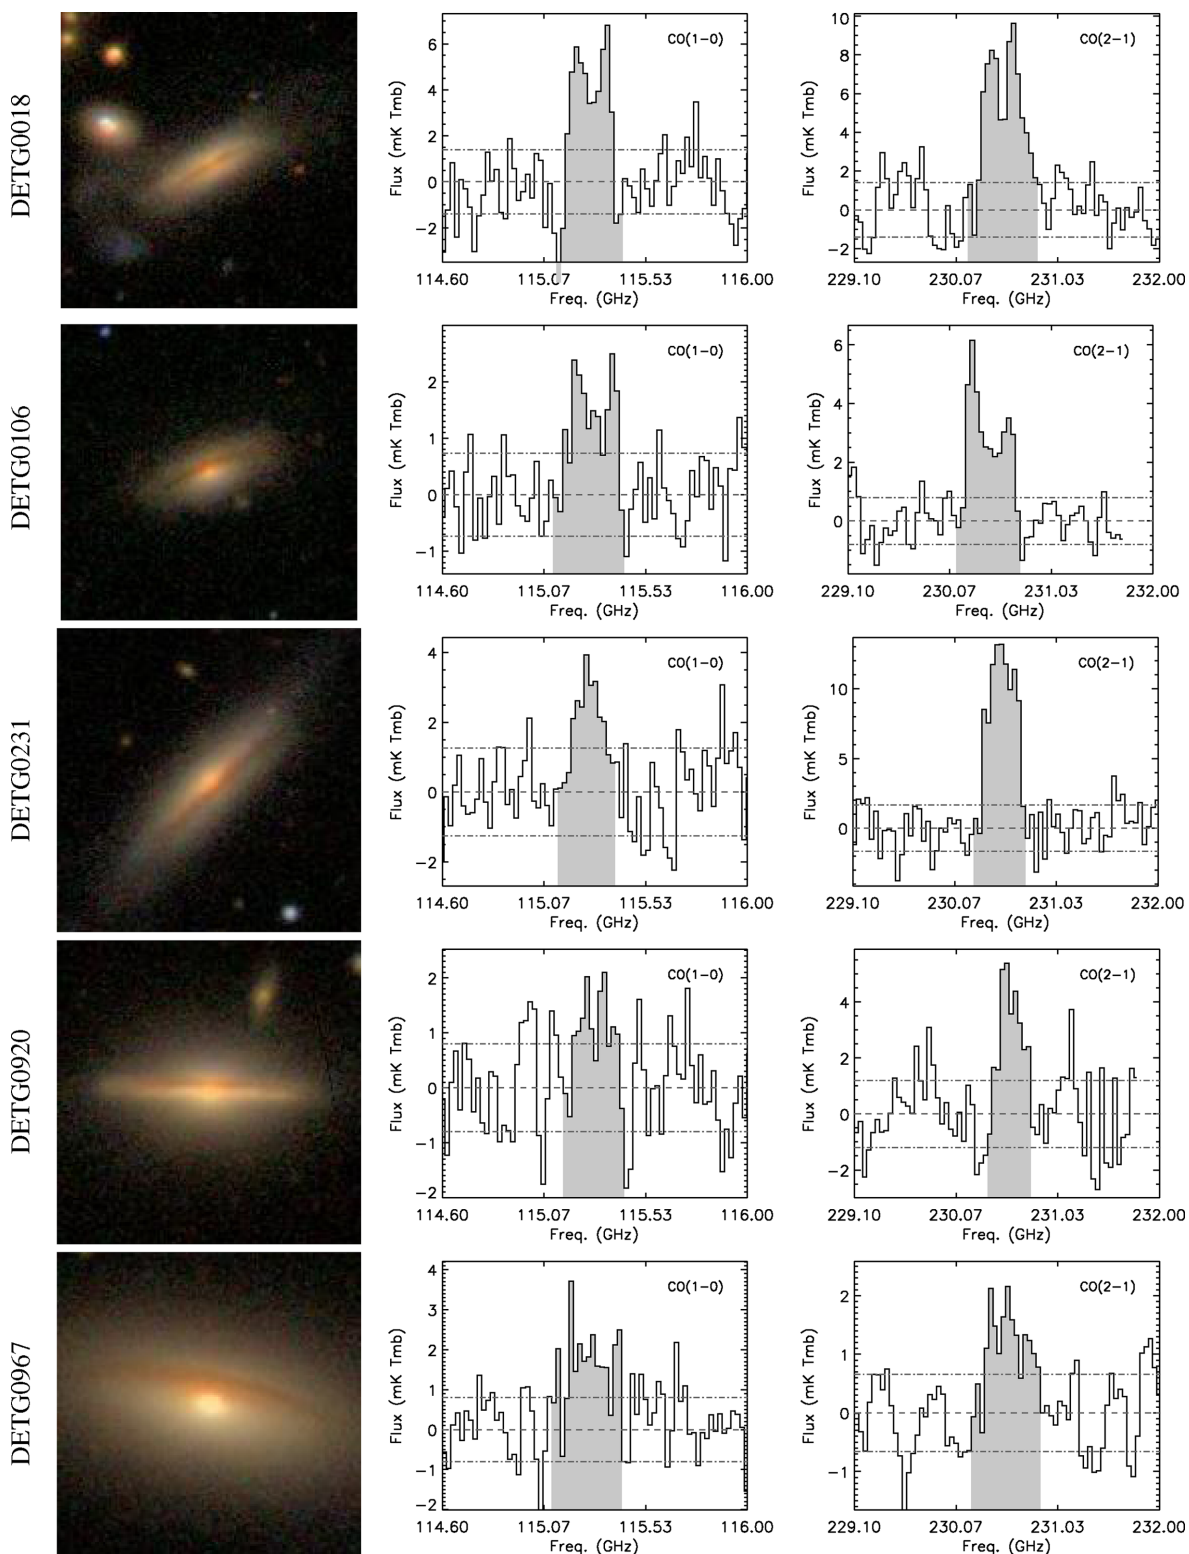 DETG0018
CO(1−0)
Flux (mK Tmb)
6
4
2
0
−2
114.60
115.07
115.53
116.00
Freq. (GHz)
CO(2−1)
Flux (mK Tmb)
10
8
6
4
2
0
−2
229.10
230.07
231.03
232.00
Freq. (GHz)
DETG0106
CO(1−0)
Flux (mK Tmb)
2
1
0
−1
114.60
115.07
115.53
116.00
Freq. (GHz)
CO(2−1)
Flux (mK Tmb)
6
4
2
0
229.10
230.07
231.03
232.00
Freq. (GHz)
DETG0231
CO(1−0)
Flux (mK Tmb)
4
2
0
−2
114.60
115.07
115.53
116.00
Freq. (GHz)
CO(2−1)
Flux (mK Tmb)
10
5
0
229.10
230.07
231.03
232.00
Freq. (GHz)
DETG0920
CO(1−0)
Flux (mK Tmb)
2
1
0
−1
−2
114.60
115.07
115.53
116.00
Freq. (GHz)
CO(2−1)
Flux (mK Tmb)
4
2
0
−2
229.10
230.07
231.03
232.00
Freq. (GHz)
DETG0967
CO(1−0)
Flux (mK Tmb)
4
3
2
1
0
−1
−2
114.60
115.07
115.53
116.00
Freq. (GHz)
CO(2−1)
Flux (mK Tmb)
2
1
0
−1
229.10
230.07
231.03
232.00
Freq. (GHz)